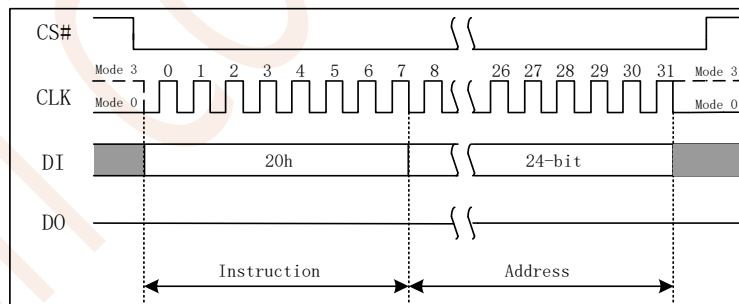 CS#
Mode 3 0 1 2 3 4 5 6 7 8 26 27 28 29 30 31 Mode 3
CLK
Mode 0 Mode 0
DI 20h 24-bit
DO
Instruction Address